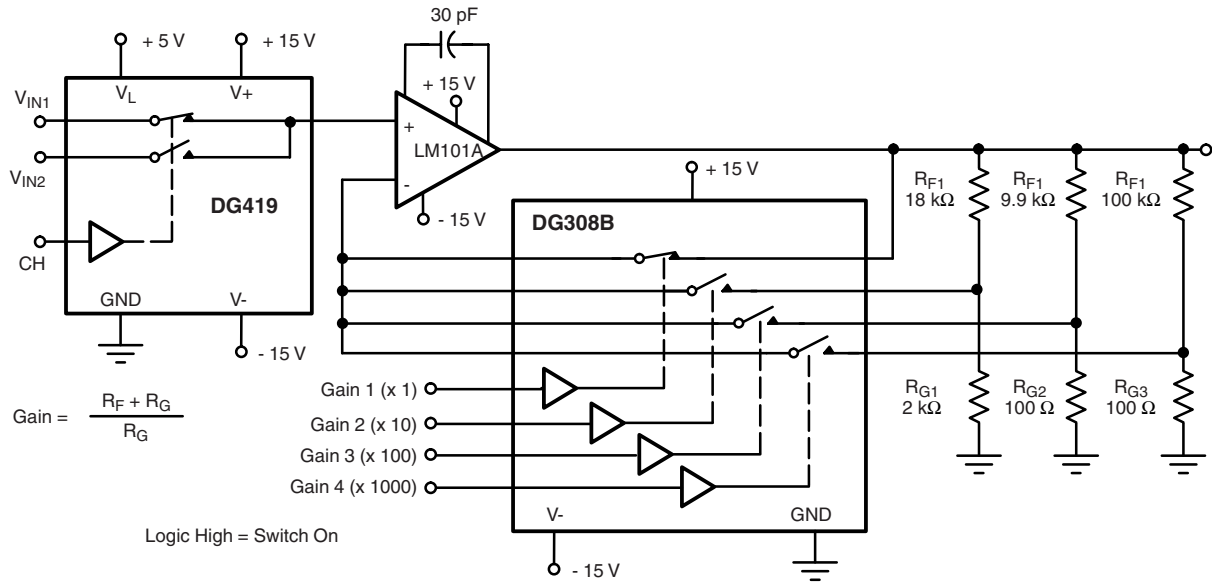 30 pF
+ 5 V
+ 15 V
V_IN1
V_L
V+
+ 15 V
+
LM101A
-
V_IN2
DG419
- 15 V
+ 15 V
CH
GND
V-
- 15 V
DG308B
R_F1
18 kΩ
R_F1
9.9 kΩ
R_F1
100 kΩ
Gain = R_F + R_G
R_G
Gain 1 (x 1)
Gain 2 (x 10)
Gain 3 (x 100)
Gain 4 (x 1000)
R_G1
2 kΩ
R_G2
100 Ω
R_G3
100 Ω
V-
GND
- 15 V
Logic High = Switch On